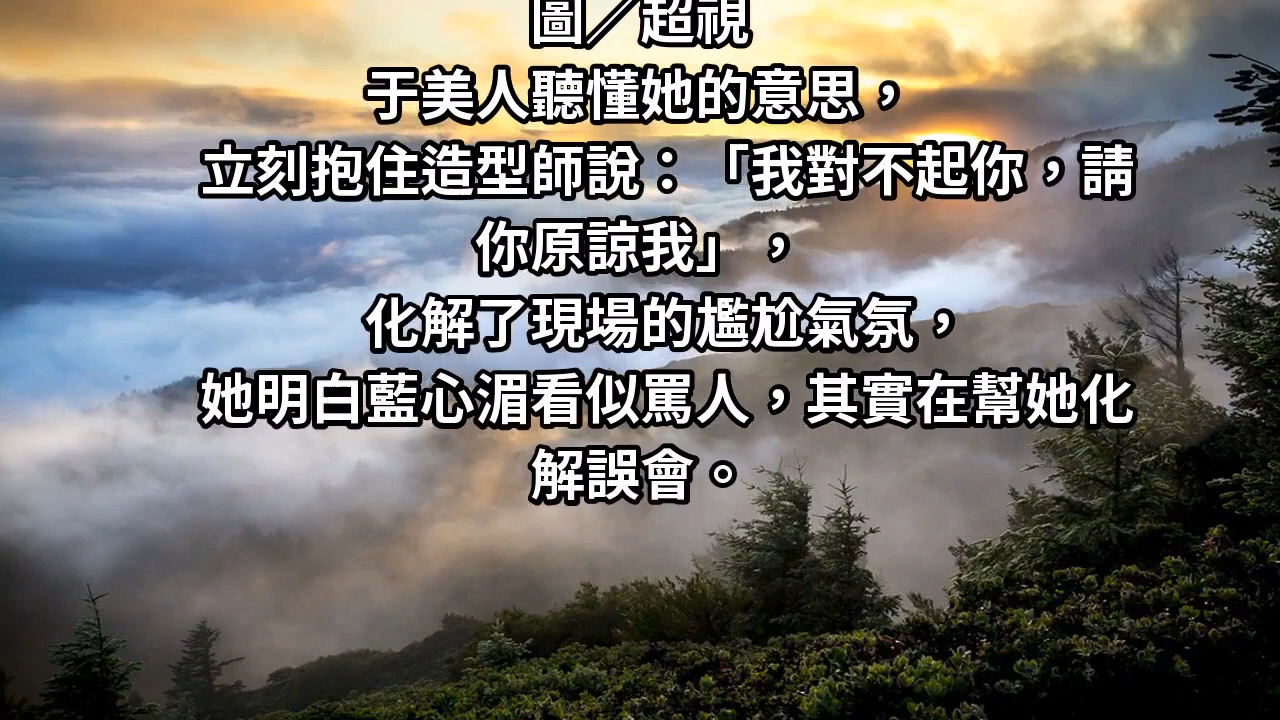 圖／超視
于美人聽懂她的意思，
立刻抱住造型師說：「我對不起你，請
你原諒我」，
化解了現場的尷尬氣氛，
她明白藍心湄看似罵人，其實在幫她化
解誤會。